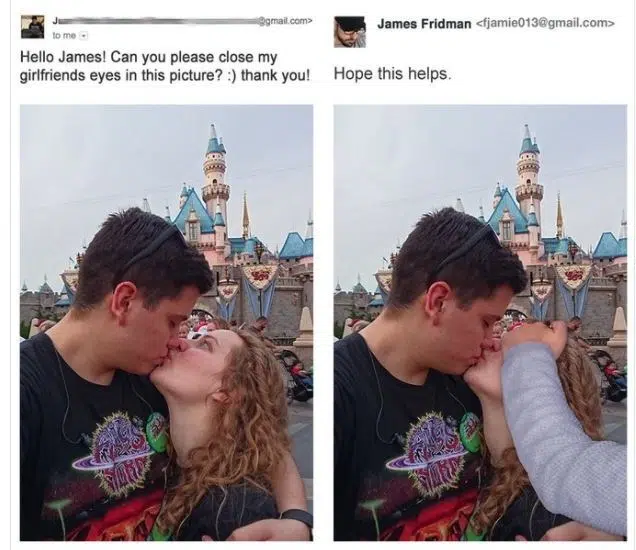 @gmail.com>
to me
Hello James! Can you please close my
girlfriends eyes in this picture? :) thank you!
James Fridman <fjamie013@gmail.com>
Hope this helps.